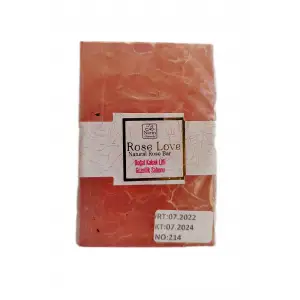 Rose Love
Natural Rose Bar
Doğal Kabak Lifli
Güzellik Sabunu
RT:07.2022
KT:07.2024
NO:214